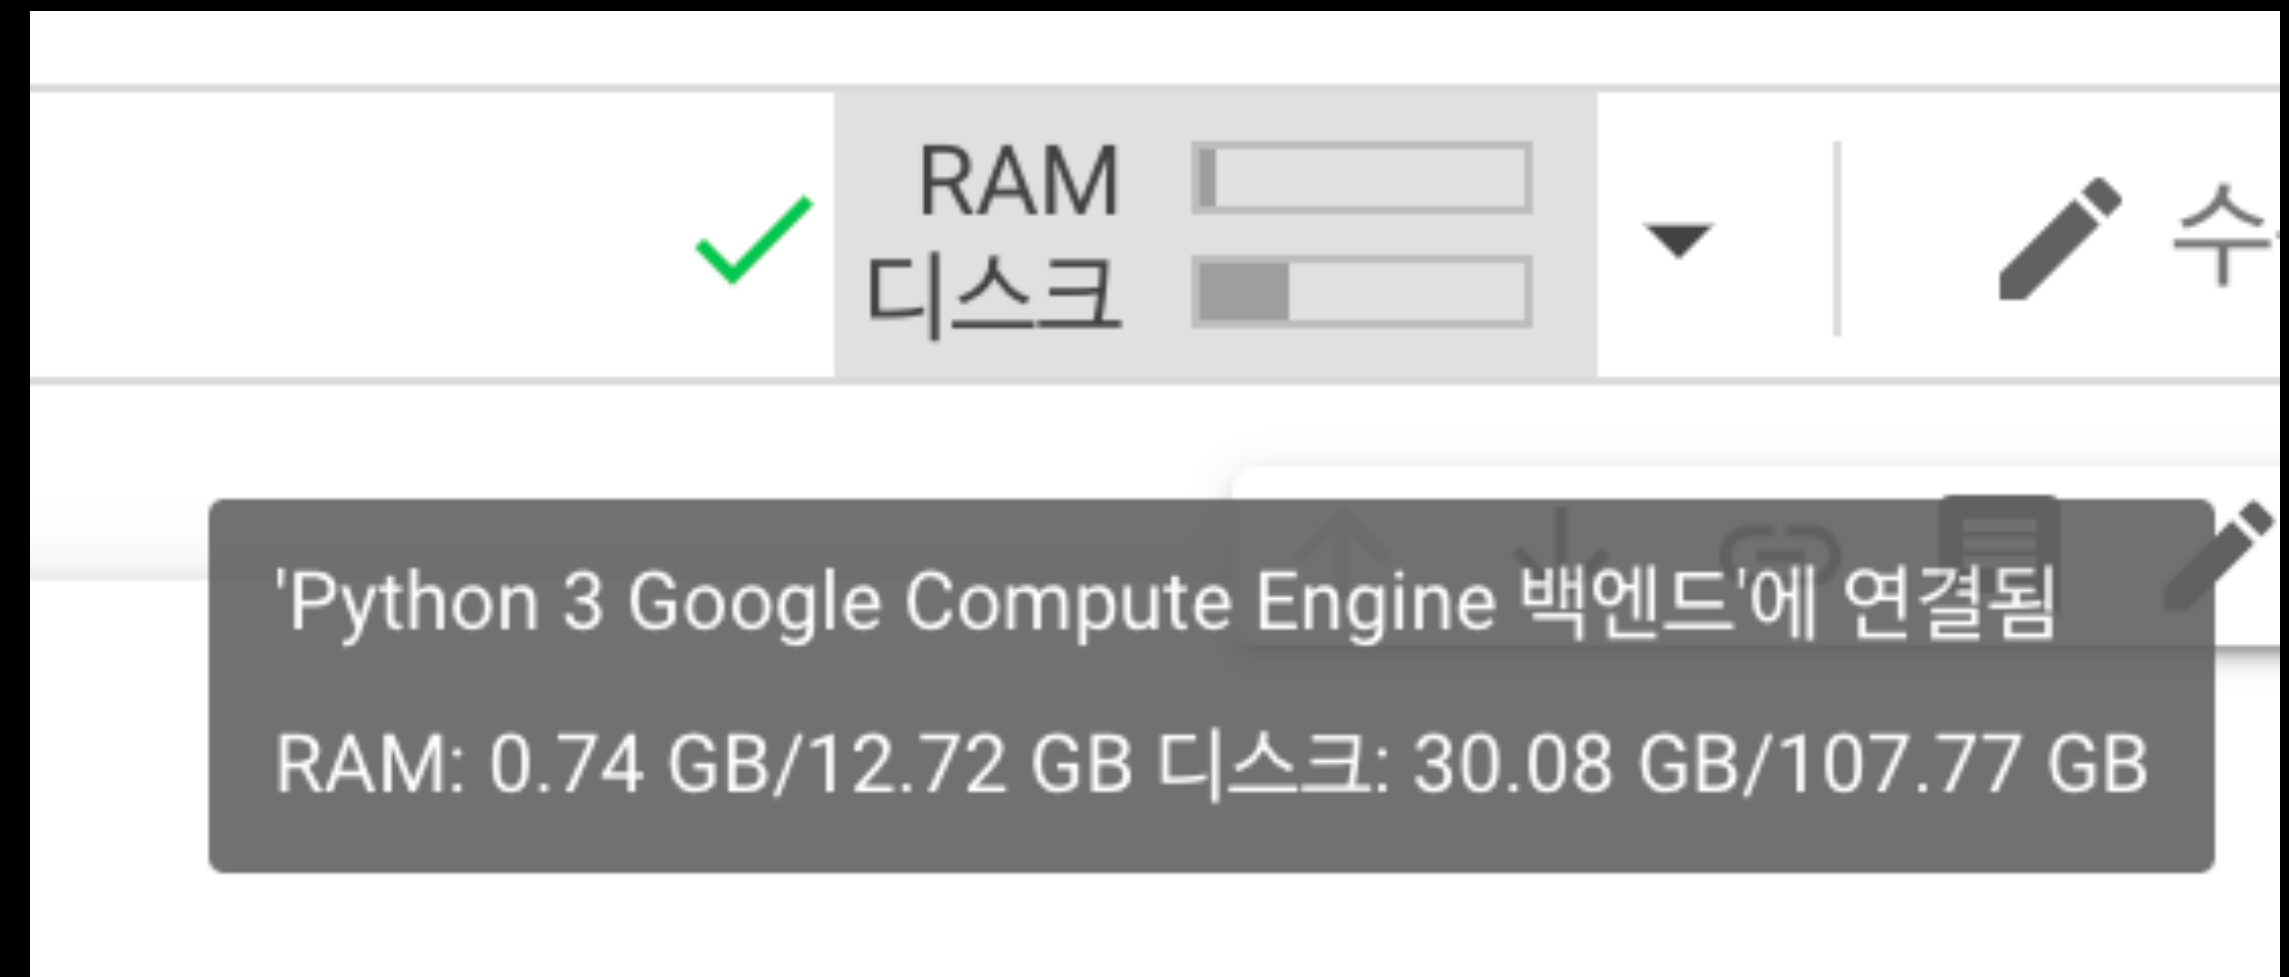 RAM
디스크
수
'Python 3 Google Compute Engine 백엔드'에 연결됨
RAM: 0.74 GB/12.72 GB 디스크: 30.08 GB/107.77 GB